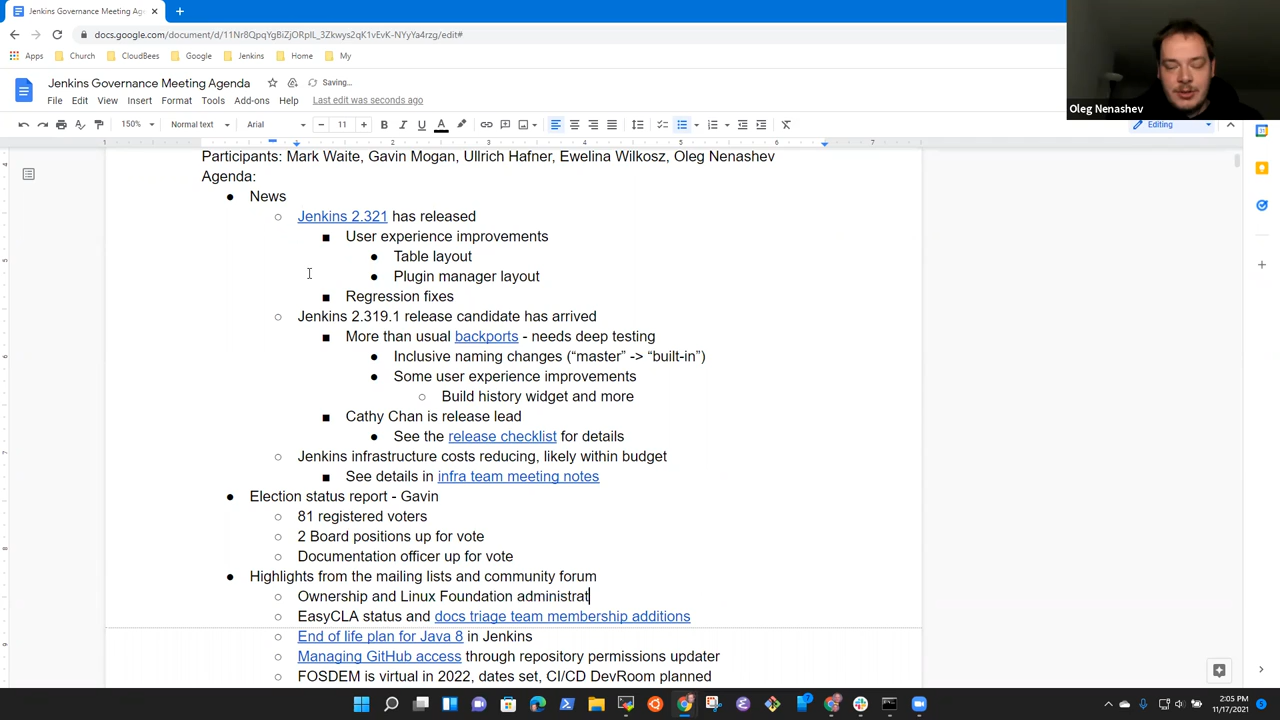 Jenkins Governance Meeting Ag
docs.google.com/document/d/11Nr8QpqYgBiZjORpIL_3Zkwys2qK1vEvK-NYyYa4rzg/edit#
Apps Church CloudBees Google Jenkins Home My
Oleg Nenashev
Jenkins Governance Meeting Agenda Saving...
File Edit View Insert Format Tools Add-ons Help Last edit was seconds ago
150% Normal text Arial 11 Editing
1 1 2 3 4 5 6 7
Participants: Mark Waite, Gavin Mogan, Ullrich Hafner, Ewelina Wilkosz, Oleg Nenashev
Agenda:
● News
○ Jenkins 2.321 has released
■ User experience improvements
● Table layout
● Plugin manager layout
■ Regression fixes
○ Jenkins 2.319.1 release candidate has arrived
■ More than usual backports - needs deep testing
● Inclusive naming changes (“master” -> “built-in”)
● Some user experience improvements
○ Build history widget and more
■ Cathy Chan is release lead
● See the release checklist for details
○ Jenkins infrastructure costs reducing, likely within budget
■ See details in infra team meeting notes
● Election status report - Gavin
○ 81 registered voters
○ 2 Board positions up for vote
○ Documentation officer up for vote
● Highlights from the mailing lists and community forum
○ Ownership and Linux Foundation administrat
○ EasyCLA status and docs triage team membership additions
○ End of life plan for Java 8 in Jenkins
○ Managing GitHub access through repository permissions updater
○ FOSDEM is virtual in 2022, dates set, CI/CD DevRoom planned
2:05 PM
11/17/2021